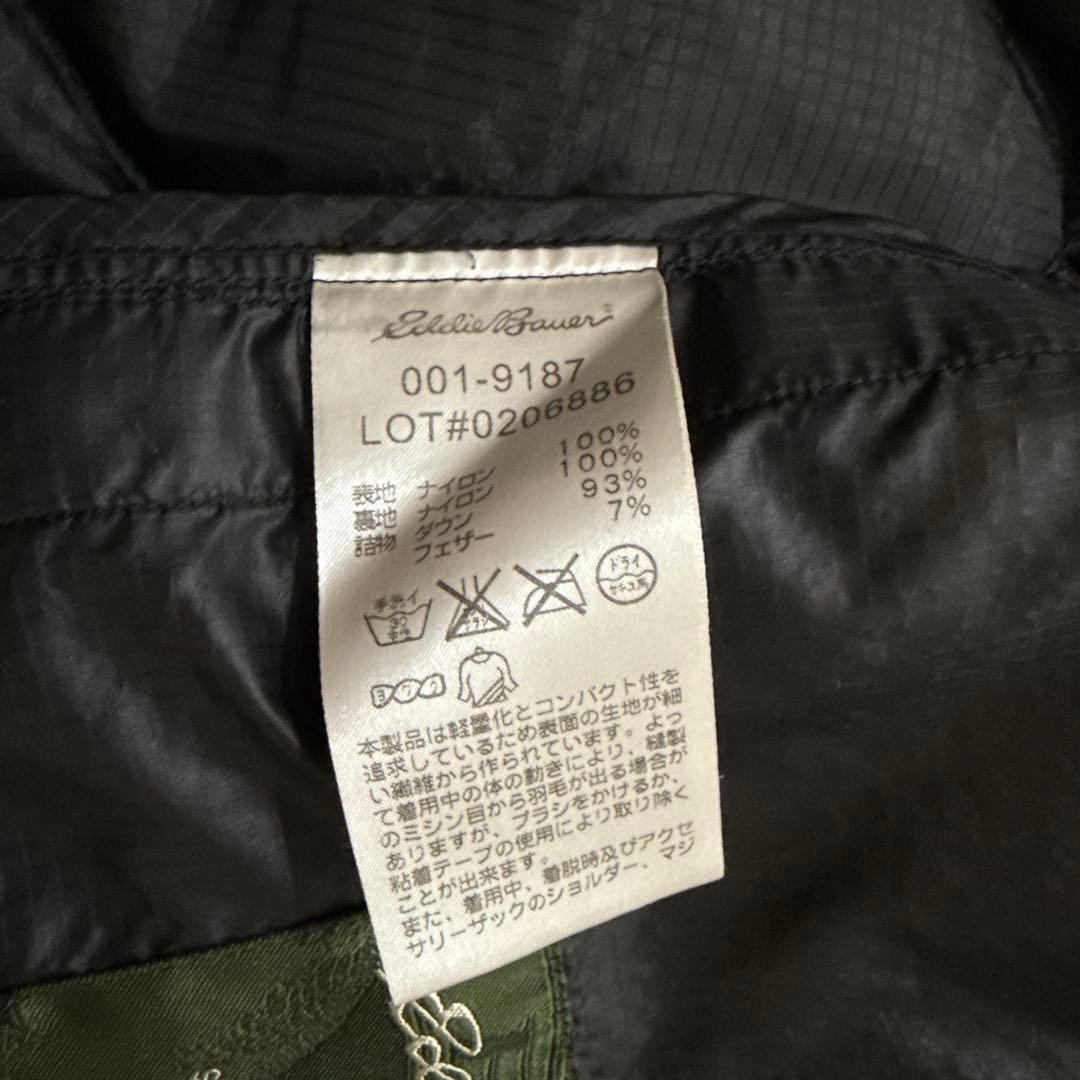 Eddie Bauer®
001-9187
LOT#0206886
表地 ナイロン 100%
裏地 ナイロン 100%
詰物 ダウン 93%
フェザー 7%
手洗イ 30 ドライ
ヨワク
本製品は軽量化とコンパクト性を
追求しているため表面の生地が細
い繊維から作られています。よっ
て着用中の体の動きにより、縫製
のミシン目から羽毛が出る場合が
ありますが、ブラシをかけるか、
粘着テープの使用により取り除く
ことが出来ます。
また、着用中、着脱時及びアクセ
サリーザックのショルダー、マジ